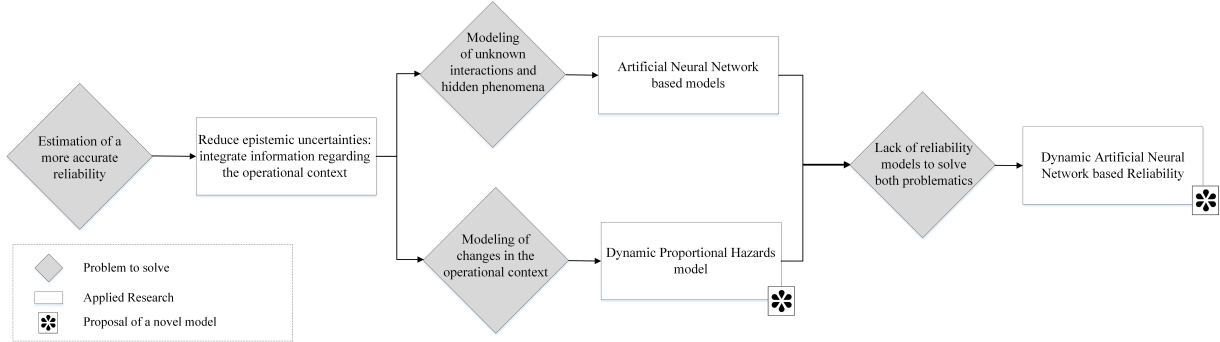 Estimation of a
more accurate
reliability
Reduce epistemic uncertainties:
integrate information regarding
the operational context
Modeling
of unknown
interactions and
hidden phenomena
Artificial Neural Network
based models
Modeling of
changes in the
operational context
Dynamic Proportional Hazards
model
Lack of reliability
models to solve
both problematics
Dynamic Artificial Neural
Network based Reliability
Problem to solve
Applied Research
Proposal of a novel model